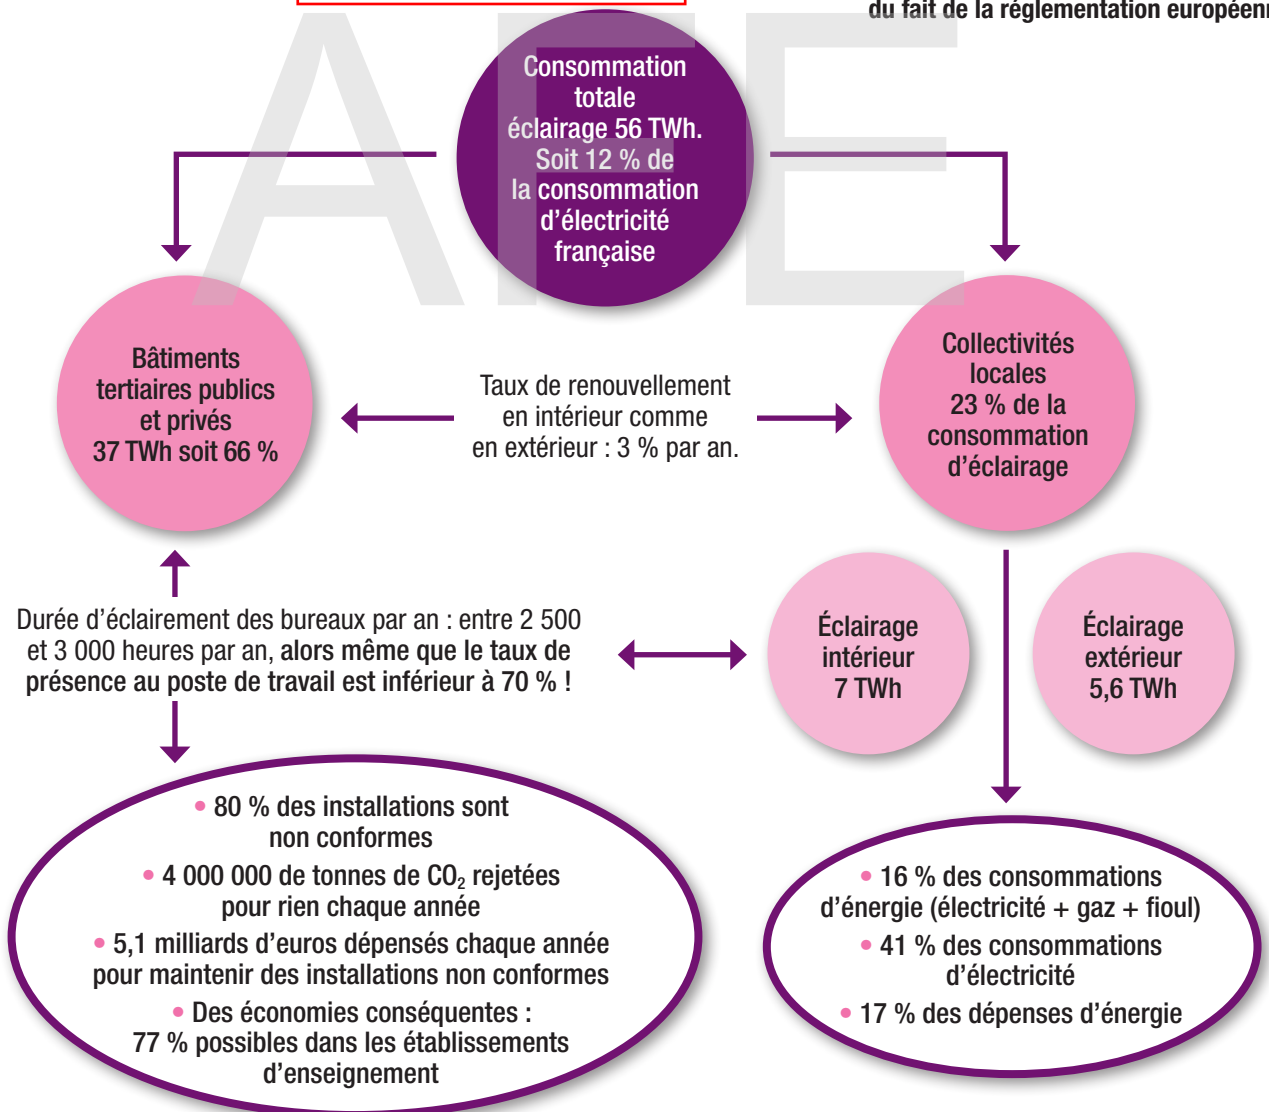 du fait de la réglementation européenn
AFE
Consommation
totale
éclairage 56 TWh.
Soit 12 % de
la consommation
d'électricité
française
Bâtiments
tertiaires publics
et privés
37 TWh soit 66 %
Taux de renouvellement
en intérieur comme
en extérieur : 3 % par an.
Collectivités
locales
23 % de la
consommation
d'éclairage
Durée d'éclairement des bureaux par an : entre 2 500
et 3 000 heures par an, alors même que le taux de
présence au poste de travail est inférieur à 70 % !
Éclairage
intérieur
7 TWh
Éclairage
extérieur
5,6 TWh
• 80 % des installations sont
non conformes
• 4 000 000 de tonnes de CO₂ rejetées
pour rien chaque année
• 5,1 milliards d'euros dépensés chaque année
pour maintenir des installations non conformes
• Des économies conséquentes :
77 % possibles dans les établissements
d'enseignement
• 16 % des consommations
d'énergie (électricité + gaz + fioul)
• 41 % des consommations
d'électricité
• 17 % des dépenses d'énergie